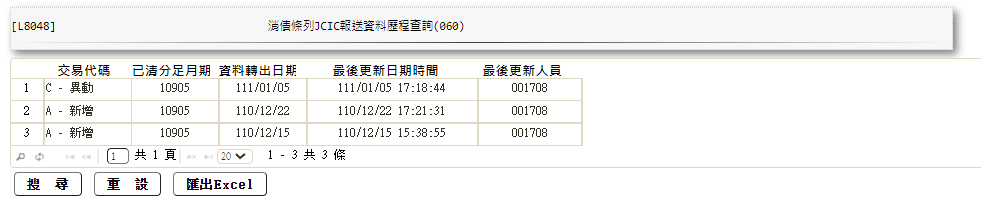 [L8048] 消債條列JCIC報送資料歷程查詢(060)
交易代碼 已清分足月期 資料轉出日期 最後更新日期時間 最後更新人員
1 C - 異動 10905 111/01/05 111/01/05 17:18:44 001708
2 A - 新增 10905 110/12/22 110/12/22 17:21:31 001708
3 A - 新增 10905 110/12/15 110/12/15 15:38:55 001708
1 共 1 頁 20 1 - 3 共 3 條
搜 尋 重 設 匯出Excel